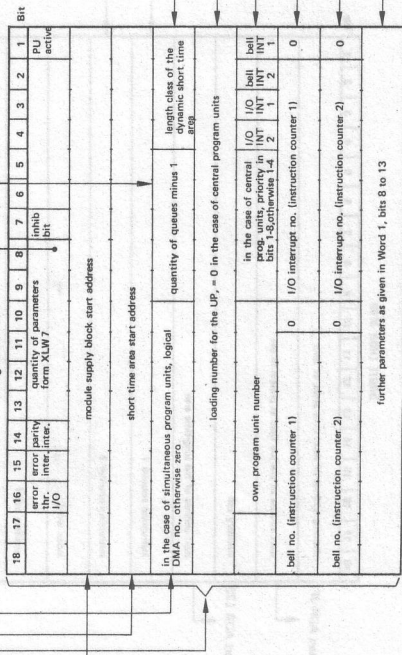 Bit
18 17 16 15 14 13 12 11 10 9 8 7 6 5 4 3 2 1
error thr. I/O
error inter.
parity inter.
quantity of parameters
form XLW 7
inhib bit
PU active
module supply block start address
short time area start address
in the case of simultaneous program units, logical
DMA no., otherwise zero
quantity of queues minus 1
length class of the
dynamic short time
area
loading number for the UP, = 0 in the case of central program units
own program unit number
in the case of central
prog. units, priority in
bits 1-8, otherwise 1-4
I/O INT 2
I/O INT 1
bell INT 2
bell INT 1
bell no. (instruction counter 1)
0
I/O interrupt no. (instruction counter 1)
0
bell no. (instruction counter 2)
0
I/O interrupt no. (instruction counter 2)
0
further parameters as given in Word 1, bits 8 to 13